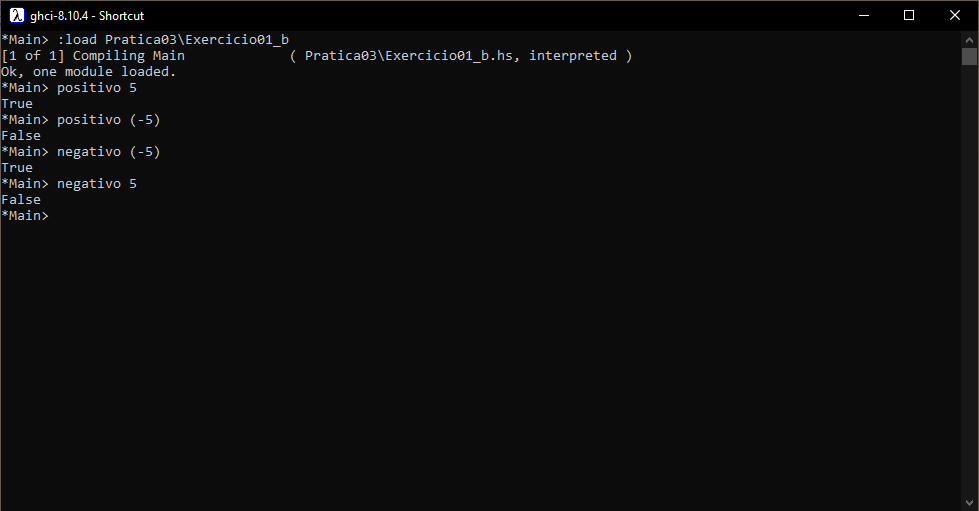 λ ghci-8.10.4 - Shortcut
*Main> :load Pratica03\Exercicio01_b
[1 of 1] Compiling Main             ( Pratica03\Exercicio01_b.hs, interpreted )
Ok, one module loaded.
*Main> positivo 5
True
*Main> positivo (-5)
False
*Main> negativo (-5)
True
*Main> negativo 5
False
*Main>